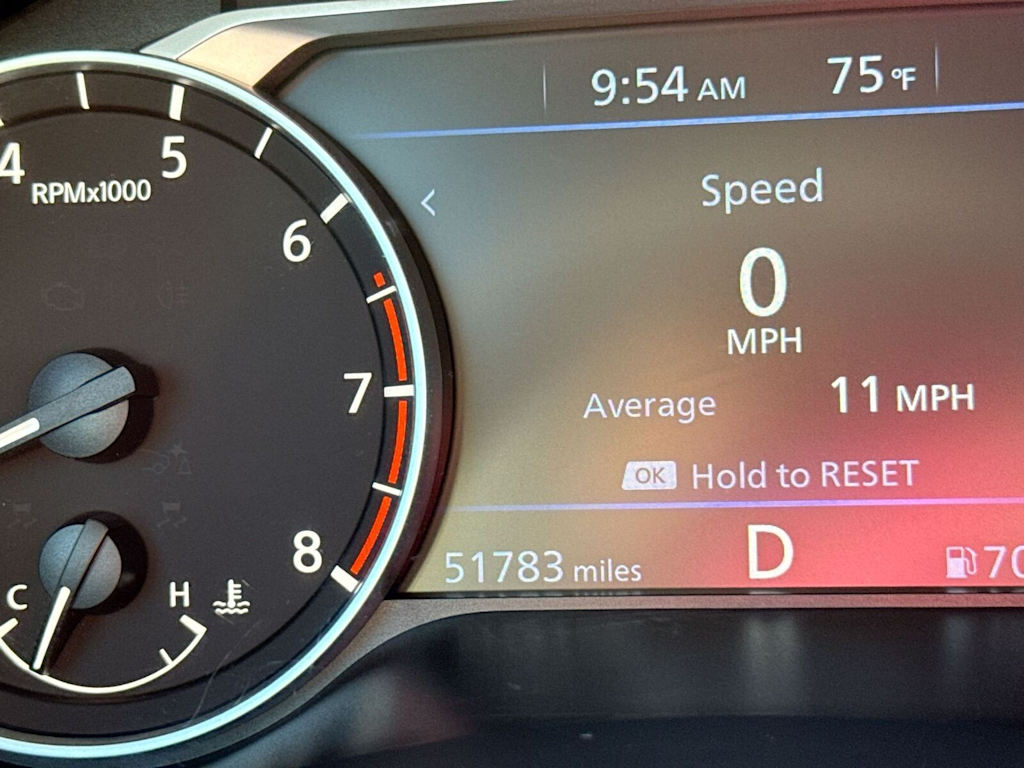 9:54 AM 75 °F
4 5
RPMx1000
6
7
8
C H
<
Speed
0
MPH
Average 11 MPH
OK Hold to RESET
51783 miles D 70